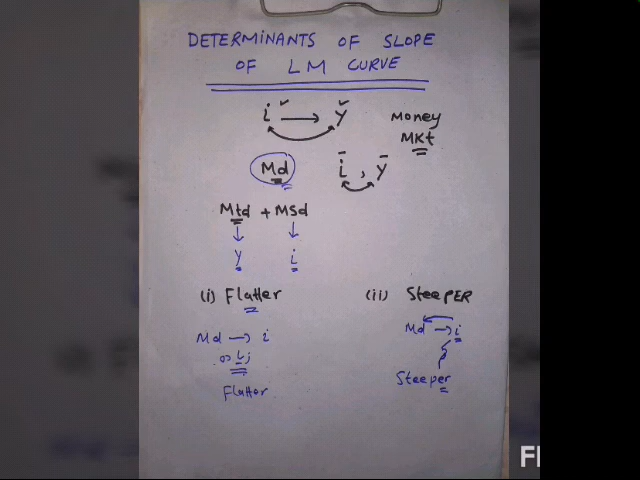 DETERMINANTS OF SLOPE
OF LM CURVE
i → y
Money
MKt
Md
i , y
Mtd + MSd
↓ ↓
y i
(i) Flatter
(ii) SteePER
Md → i
Md → i
Flatter
Steeper